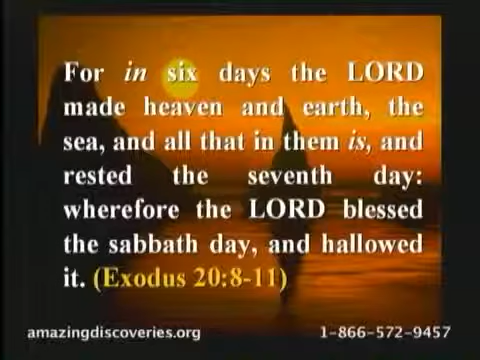 For in six days the LORD
made heaven and earth, the
sea, and all that in them is, and
rested the seventh day:
wherefore the LORD blessed
the sabbath day, and hallowed
it. (Exodus 20:8-11)
amazingdiscoveries.org 1-866-572-9457